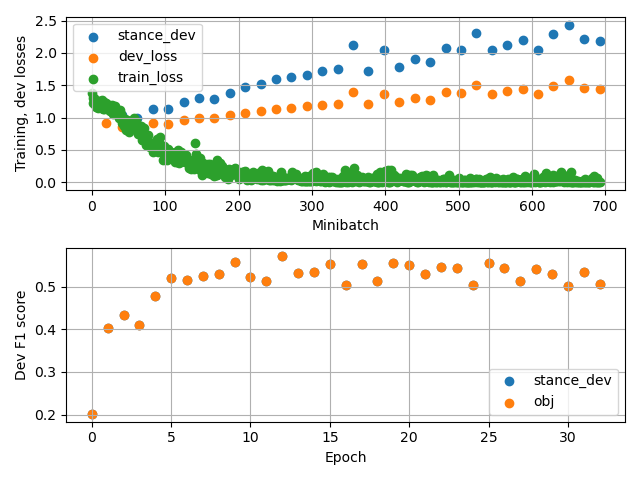 Training, dev losses
2.5
2.0
1.5
1.0
0.5
0.0
stance_dev
dev_loss
train_loss
0 100 200 300 400 500 600 700
Minibatch
Dev F1 score
0.5
0.4
0.3
0.2
stance_dev
obj
0 5 10 15 20 25 30
Epoch